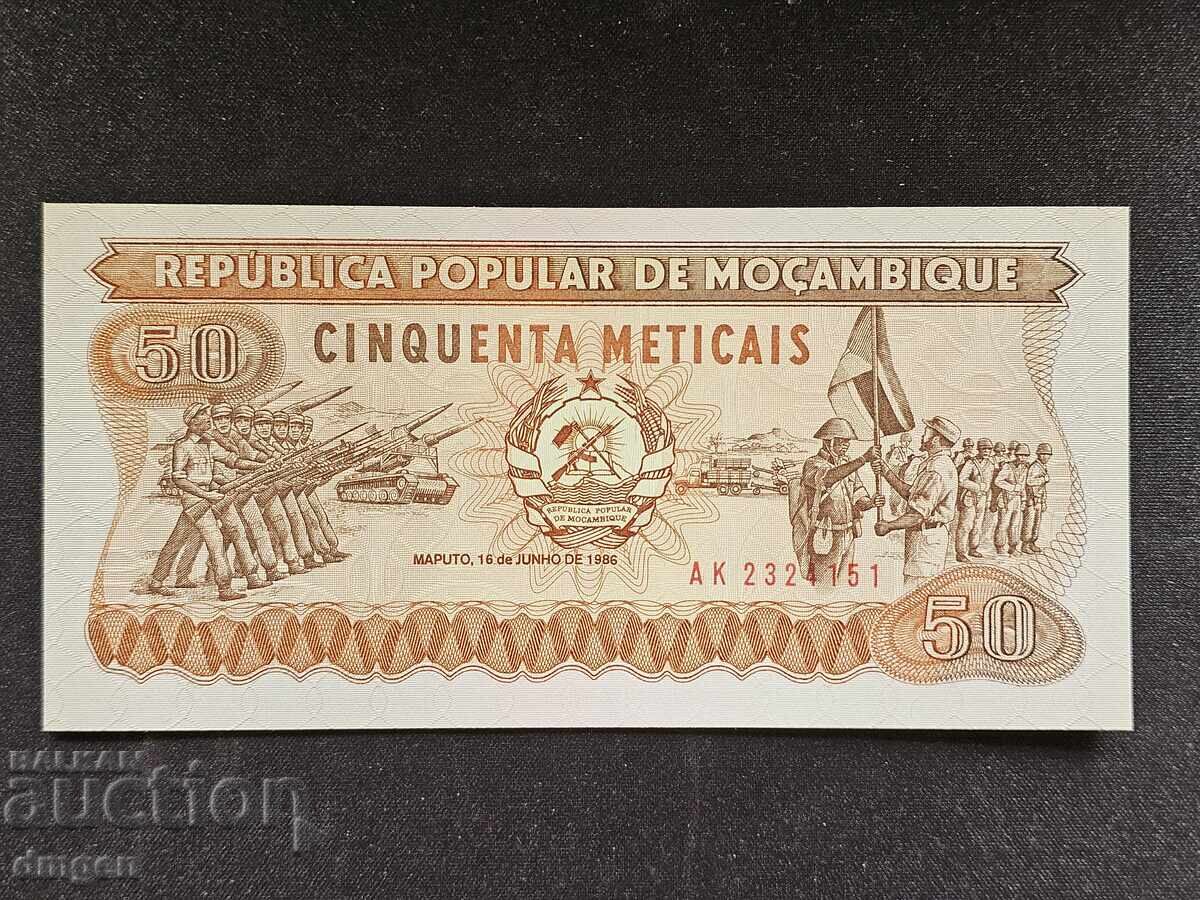 REPÚBLICA POPULAR DE MOÇAMBIQUE
50
CINQUENTA METICAIS
REPUBLICA POPULAR
DE MOÇAMBIQUE
MAPUTO, 16 de JUNHO DE 1986
AK 2324151
50
BALKAN
auction
dmgen